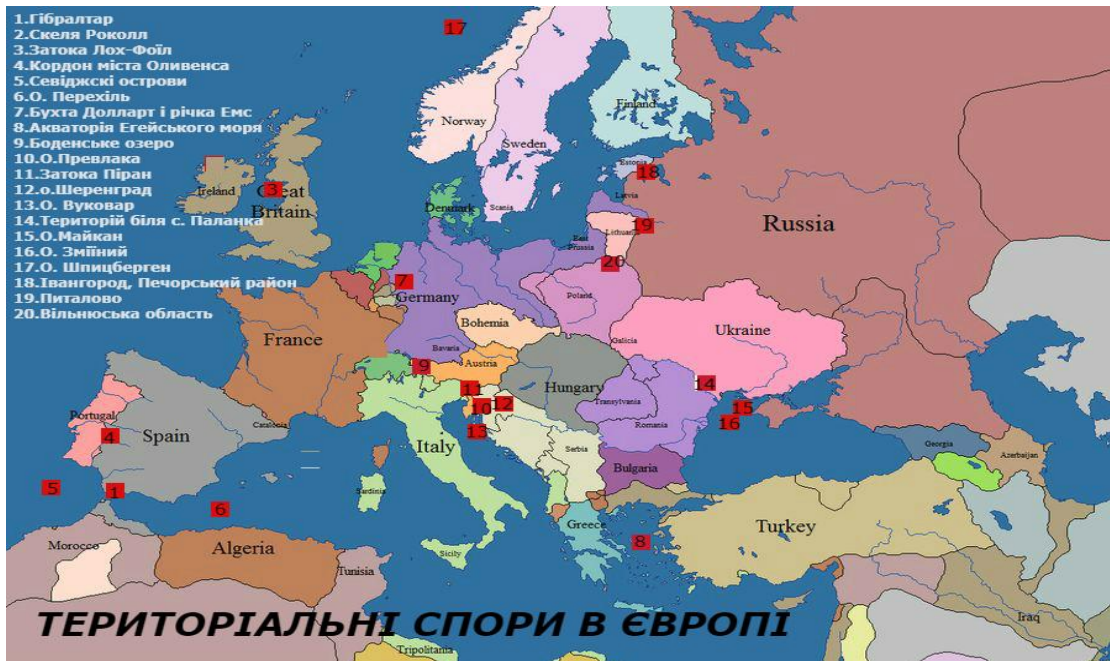 1.Гібралтар
2.Скеля Роколл
3.Затока Лох-Фоїл
4.Кордон міста Оливенса
5.Севіджскі острови
6.О. Перехіль
7.Бухта Долларт і річка Емс
8.Акваторія Егейського моря
9.Боденське озеро
10.О.Превлака
11.Затока Піран
12.о.Шеренград
13.О. Вуковар
14.Територій біля с. Паланка
15.О.Майкан
16.О. Зміїний
17.О. Шпицберген
18.Івангород, Печорський район
19.Питалово
20.Вільнюська область
17
Norway
Sweden
Finland
Estonia
18
Ireland
3
Great
Britain
Denmark
Scania
Latvia
Lithuania
19
Russia
East
Prussia
20
7
Germany
Poland
Bohemia
Galicia
Ukraine
France
Bavaria
9
Austria
Hungary
14
11
10
12
13
Transylvania
Romania
15
16
Portugal
4
Spain
Catalonia
Italy
Serbia
Bulgaria
Georgia
Azerbaijan
5
1
6
Sardinia
Sicily
Greece
8
Turkey
Morocco
Algeria
Tunisia
Iraq
Tripolitania
ТЕРИТОРІАЛЬНІ СПОРИ В ЄВРОПІ